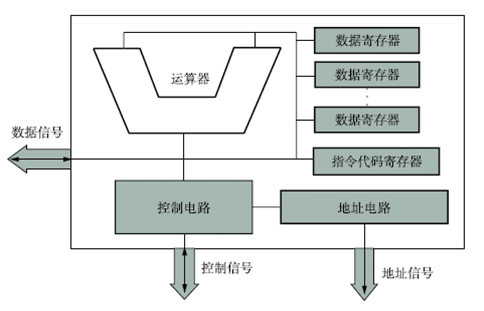 数据寄存器
运算器
数据寄存器
数据寄存器
数据信号
指令代码寄存器
控制电路
地址电路
控制信号
地址信号